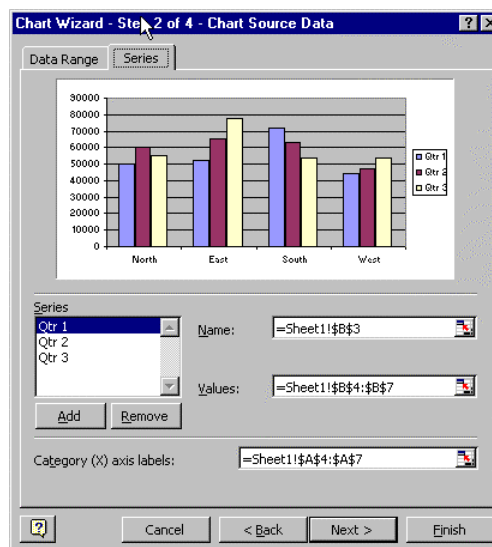 Chart Wizard - Step 2 of 4 - Chart Source Data
Data Range Series
90000
80000
70000
60000
50000
40000
30000
20000
10000
0
North East South West
Qtr 1
Qtr 2
Qtr 3
Series
Qtr 1
Qtr 2
Qtr 3
Name: =Sheet1!$B$3
Values: =Sheet1!$B$4:$B$7
Add Remove
Category (X) axis labels: =Sheet1!$A$4:$A$7
Cancel < Back Next > Finish